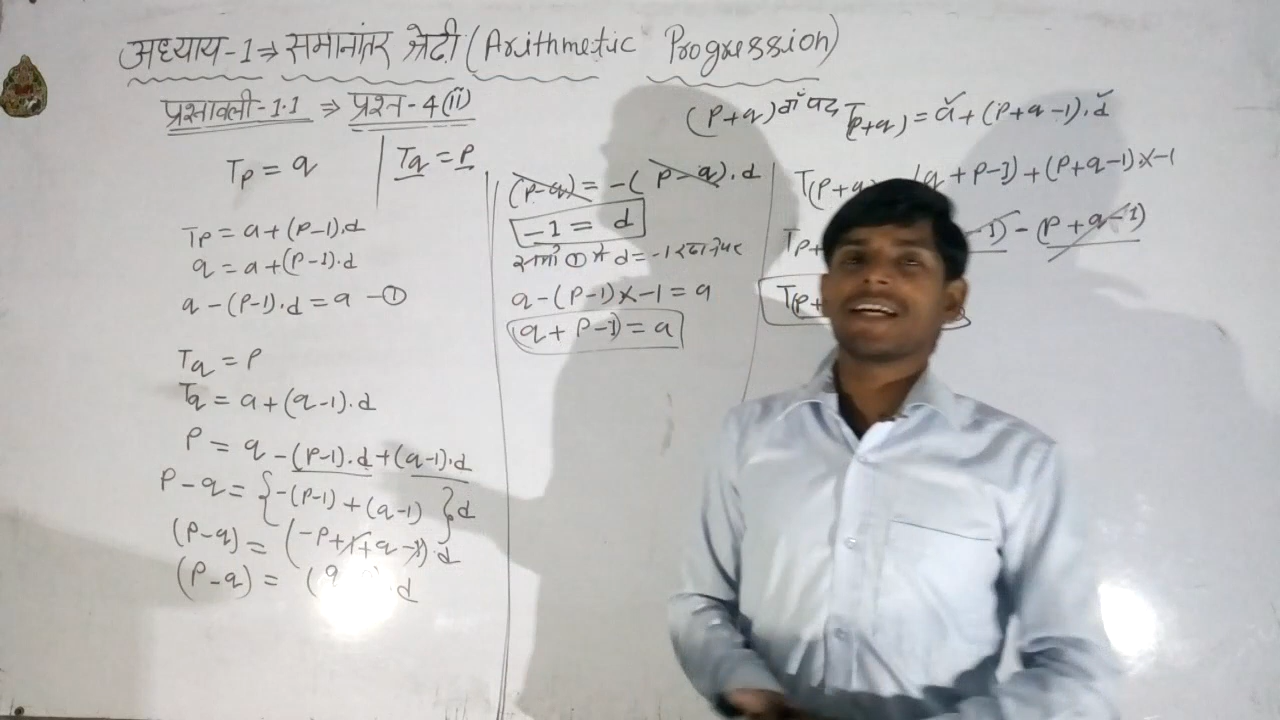 अध्याय-1 ⇒ समानांतर श्रेढी (Arithmetic Progression)
प्रश्नावली-1.1 ⇒ प्रश्न-4(ii)
Tp = q | Tq = P
Tp = a + (P-1).d
q = a + (P-1).d
q - (P-1).d = a - ①
Tq = P
Tq = a + (q-1).d
P = q - (P-1).d + (q-1).d
P - q = { -(P-1) + (q-1) } d
(P-q) = (-P+1+q-1).d
(P-q) = (q d
(P-q) = -(P-q).d
-1 = d
① में d = -1 रखने पर
q - (P-1)x-1 = a
(q + P-1) = a
(P+q) वाँ पद T(p+q) = a + (P+q-1).d
T(P+q (q+P-1) + (P+q-1)x-1
Tp+ -1) - (P+q-1)
T(p+